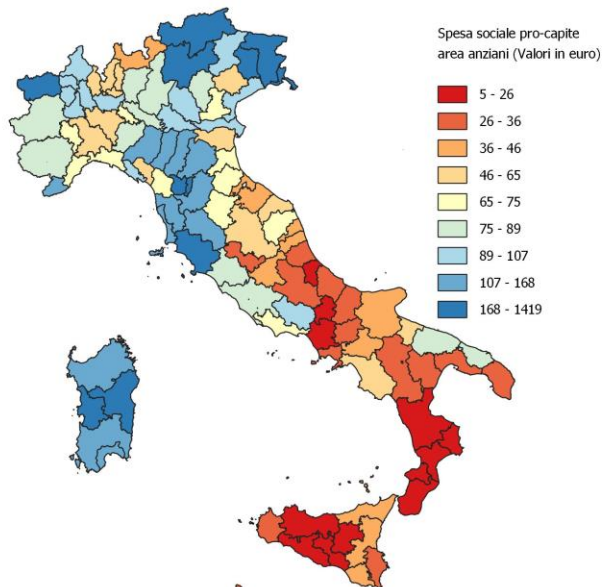 Spesa sociale pro-capite
area anziani (Valori in euro)
5 - 26
26 - 36
36 - 46
46 - 65
65 - 75
75 - 89
89 - 107
107 - 168
168 - 1419